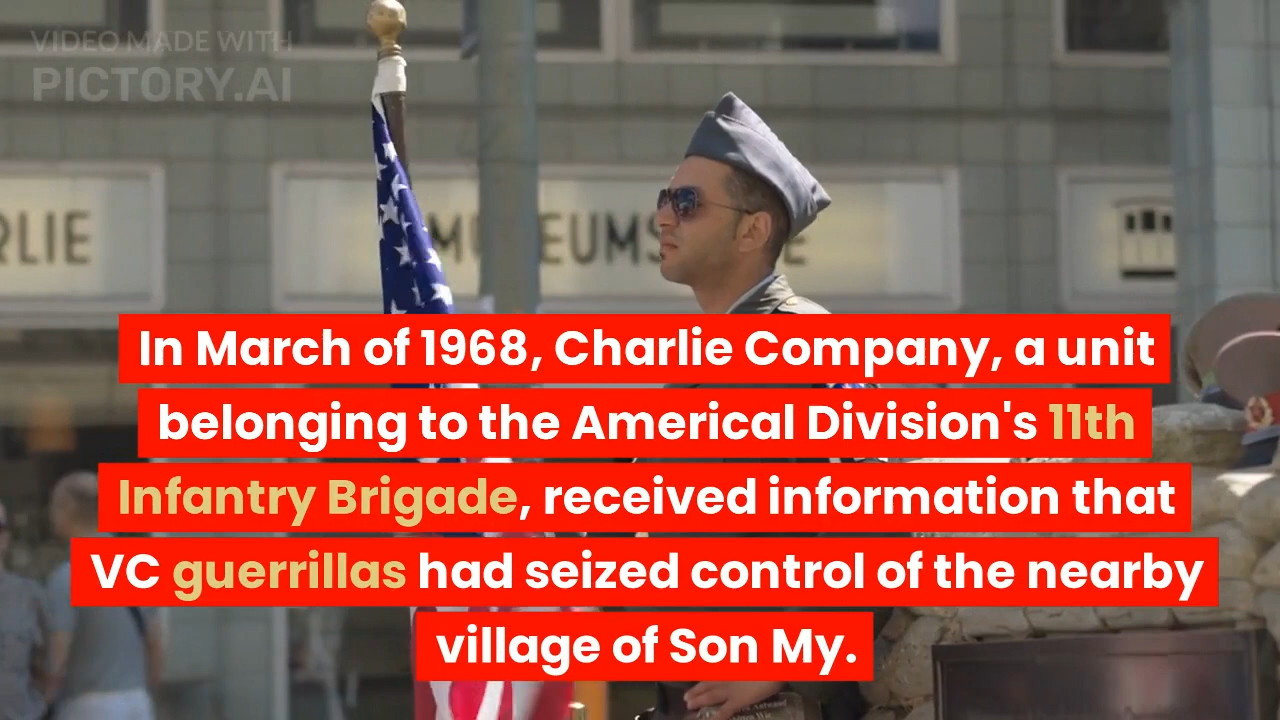 VIDEO MADE WITH
PICTORY.AI
RLIE
In March of 1968, Charlie Company, a unit
belonging to the Americal Division's 11th
Infantry Brigade, received information that
VC guerrillas had seized control of the nearby
village of Son My.